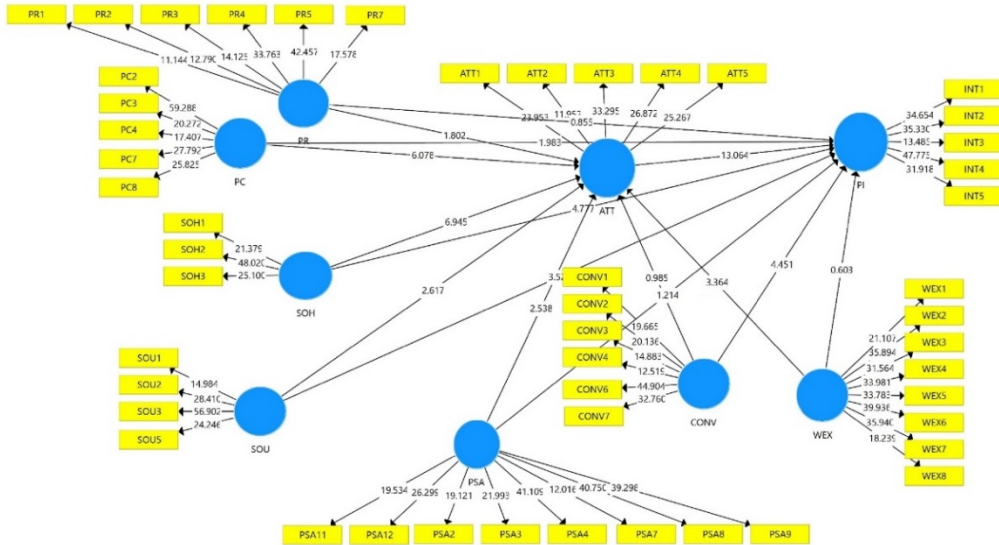 PR1
PR2
PR3
PR4
PR5
PR7
11.144
12.790
14.125
33.763
42.457
17.578
PR
PC2
PC3
PC4
PC7
PC8
59.288
20.272
17.407
27.792
25.825
PC
ATT1
ATT2
ATT3
ATT4
ATT5
23.953
33.295
26.872
25.267
ATT
0.855
1.802
1.983
6.078
13.064
INT1
INT2
INT3
INT4
INT5
34.654
35.330
13.485
47.775
31.918
PI
SOH1
SOH2
SOH3
21.379
48.020
25.100
SOH
6.945
4.777
SOU1
SOU2
SOU3
SOU5
14.984
28.410
56.902
24.246
SOU
2.617
PSA
2.538
1.214
19.534
26.299
19.121
21.993
41.109
12.016
40.750
39.298
PSA11
PSA12
PSA2
PSA3
PSA4
PSA7
PSA8
PSA9
CONV1
CONV2
CONV3
CONV4
CONV6
CONV7
19.665
20.136
14.883
12.519
44.904
32.760
CONV
0.985
4.451
WEX1
WEX2
WEX3
WEX4
WEX5
WEX6
WEX7
WEX8
21.107
35.894
31.564
33.981
33.783
39.936
35.940
18.239
WEX
3.364
0.603